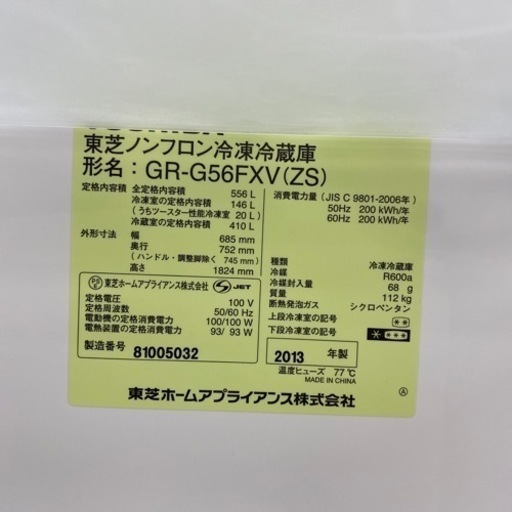 東芝ノンフロン冷凍冷蔵庫
形名：GR-G56FXV(ZS)
定格内容積 全定格内容積 556 L
冷凍室の定格内容積 146 L
(うちツースター性能冷凍室 20 L)
冷蔵室の定格内容積 410 L
外形寸法 幅 685 mm
奥行 752 mm
(ハンドル・調整脚除く 745 mm)
高さ 1824 mm
東芝ホームアプライアンス株式会社 JET
定格電圧 100 V
定格周波数 50/60 Hz
電動機の定格消費電力 100/100 W
電熱装置の定格消費電力 93/ 93 W
製造番号 81005032
消費電力量 (JIS C 9801-2006年)
50Hz 200 kWh/年
60Hz 200 kWh/年
種類 冷凍冷蔵庫
冷媒 R600a
冷媒封入量 68 g
質量 112 kg
断熱発泡ガス シクロペンタン
上段冷凍室の記号
下段冷凍室の記号
2013 年製
温度ヒューズ 77℃
MADE IN CHINA
東芝ホームアプライアンス株式会社
Ⓐ